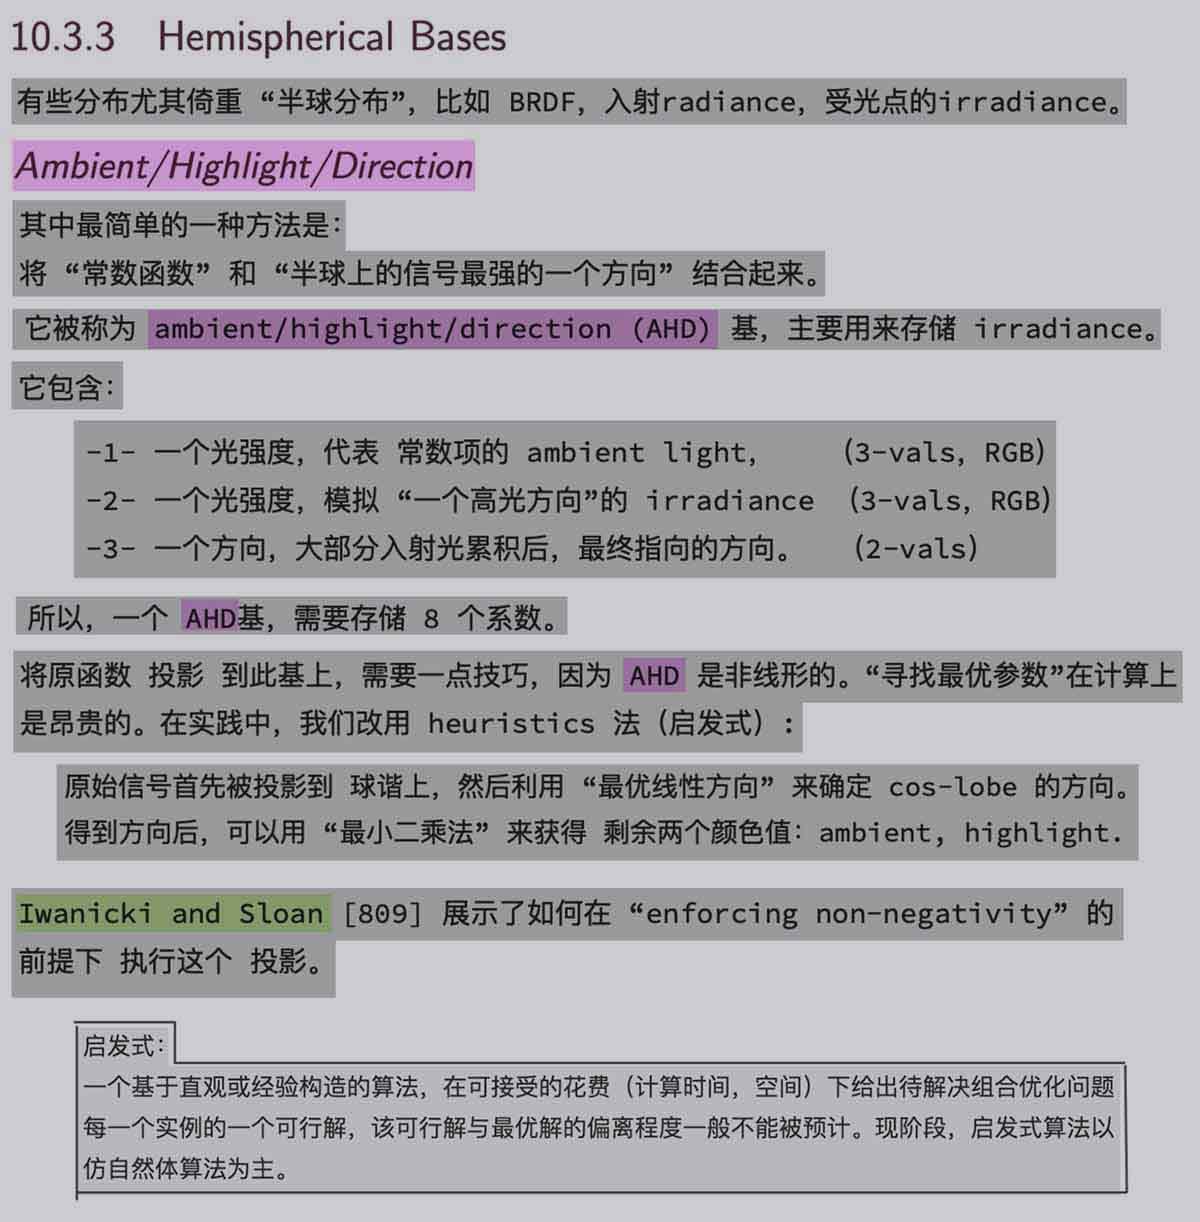 10.3.3 Hemispherical Bases
有些分布尤其倚重 “半球分布”，比如 BRDF，入射radiance，受光点的irradiance。
Ambient/Highlight/Direction
其中最简单的一种方法是：
将 “常数函数” 和 “半球上的信号最强的一个方向” 结合起来。
它被称为 ambient/highlight/direction (AHD) 基，主要用来存储 irradiance。
它包含：
-1- 一个光强度，代表 常数项的 ambient light, (3-vals, RGB)
-2- 一个光强度，模拟 “一个高光方向”的 irradiance (3-vals, RGB)
-3- 一个方向，大部分入射光累积后，最终指向的方向。 (2-vals)
所以，一个 AHD基，需要存储 8 个系数。
将原函数 投影 到此基上，需要一点技巧，因为 AHD 是非线形的。“寻找最优参数”在计算上
是昂贵的。在实践中，我们改用 heuristics 法（启发式）：
原始信号首先被投影到 球谐上，然后利用 “最优线性方向” 来确定 cos-lobe 的方向。
得到方向后，可以用 “最小二乘法” 来获得 剩余两个颜色值：ambient, highlight.
Iwanicki and Sloan [809] 展示了如何在 “enforcing non-negativity” 的
前提下 执行这个 投影。
启发式：
一个基于直观或经验构造的算法，在可接受的花费（计算时间，空间）下给出待解决组合优化问题
每一个实例的一个可行解，该可行解与最优解的偏离程度一般不能被预计。现阶段，启发式算法以
仿自然体算法为主。